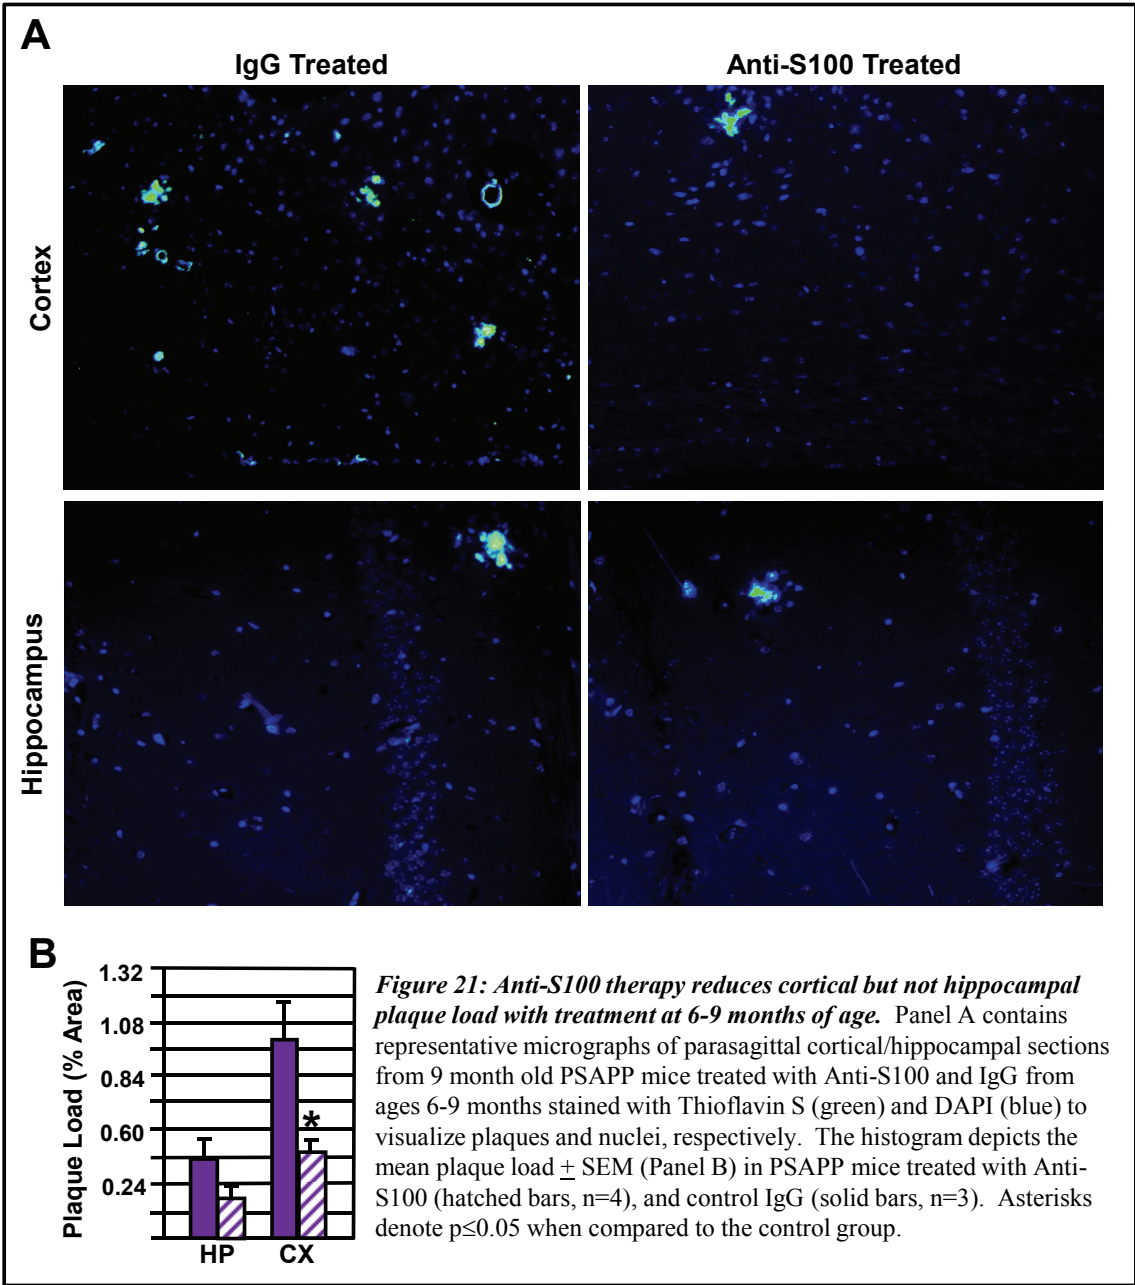 A
IgG Treated
Anti-S100 Treated
Cortex
Hippocampus
B
Plaque Load (% Area)
1.32
1.08
0.84
0.60
0.24
*
HP
CX
Figure 21: Anti-S100 therapy reduces cortical but not hippocampal
plaque load with treatment at 6-9 months of age. Panel A contains
representative micrographs of parasagittal cortical/hippocampal sections
from 9 month old PSAPP mice treated with Anti-S100 and IgG from
ages 6-9 months stained with Thioflavin S (green) and DAPI (blue) to
visualize plaques and nuclei, respectively. The histogram depicts the
mean plaque load ± SEM (Panel B) in PSAPP mice treated with Anti-
S100 (hatched bars, n=4), and control IgG (solid bars, n=3). Asterisks
denote p≤0.05 when compared to the control group.